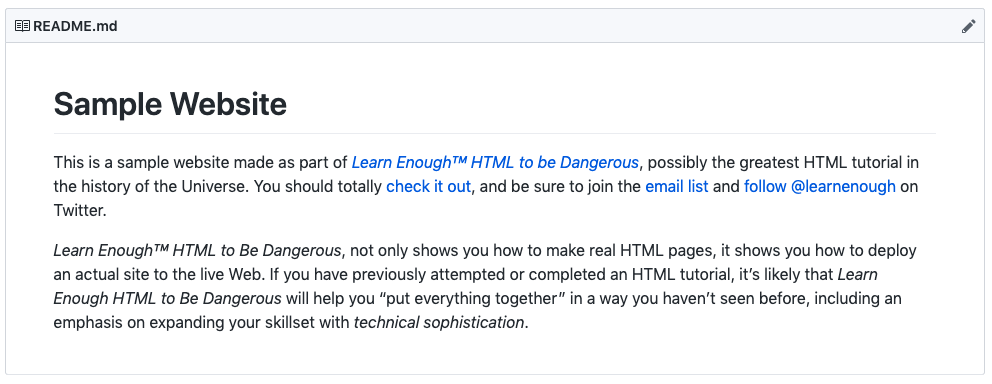 README.md
Sample Website
This is a sample website made as part of Learn Enough™ HTML to be Dangerous, possibly the greatest HTML tutorial in
the history of the Universe. You should totally check it out, and be sure to join the email list and follow @learnenough on
Twitter.
Learn Enough™ HTML to Be Dangerous, not only shows you how to make real HTML pages, it shows you how to deploy
an actual site to the live Web. If you have previously attempted or completed an HTML tutorial, it’s likely that Learn
Enough HTML to Be Dangerous will help you “put everything together” in a way you haven’t seen before, including an
emphasis on expanding your skillset with technical sophistication.